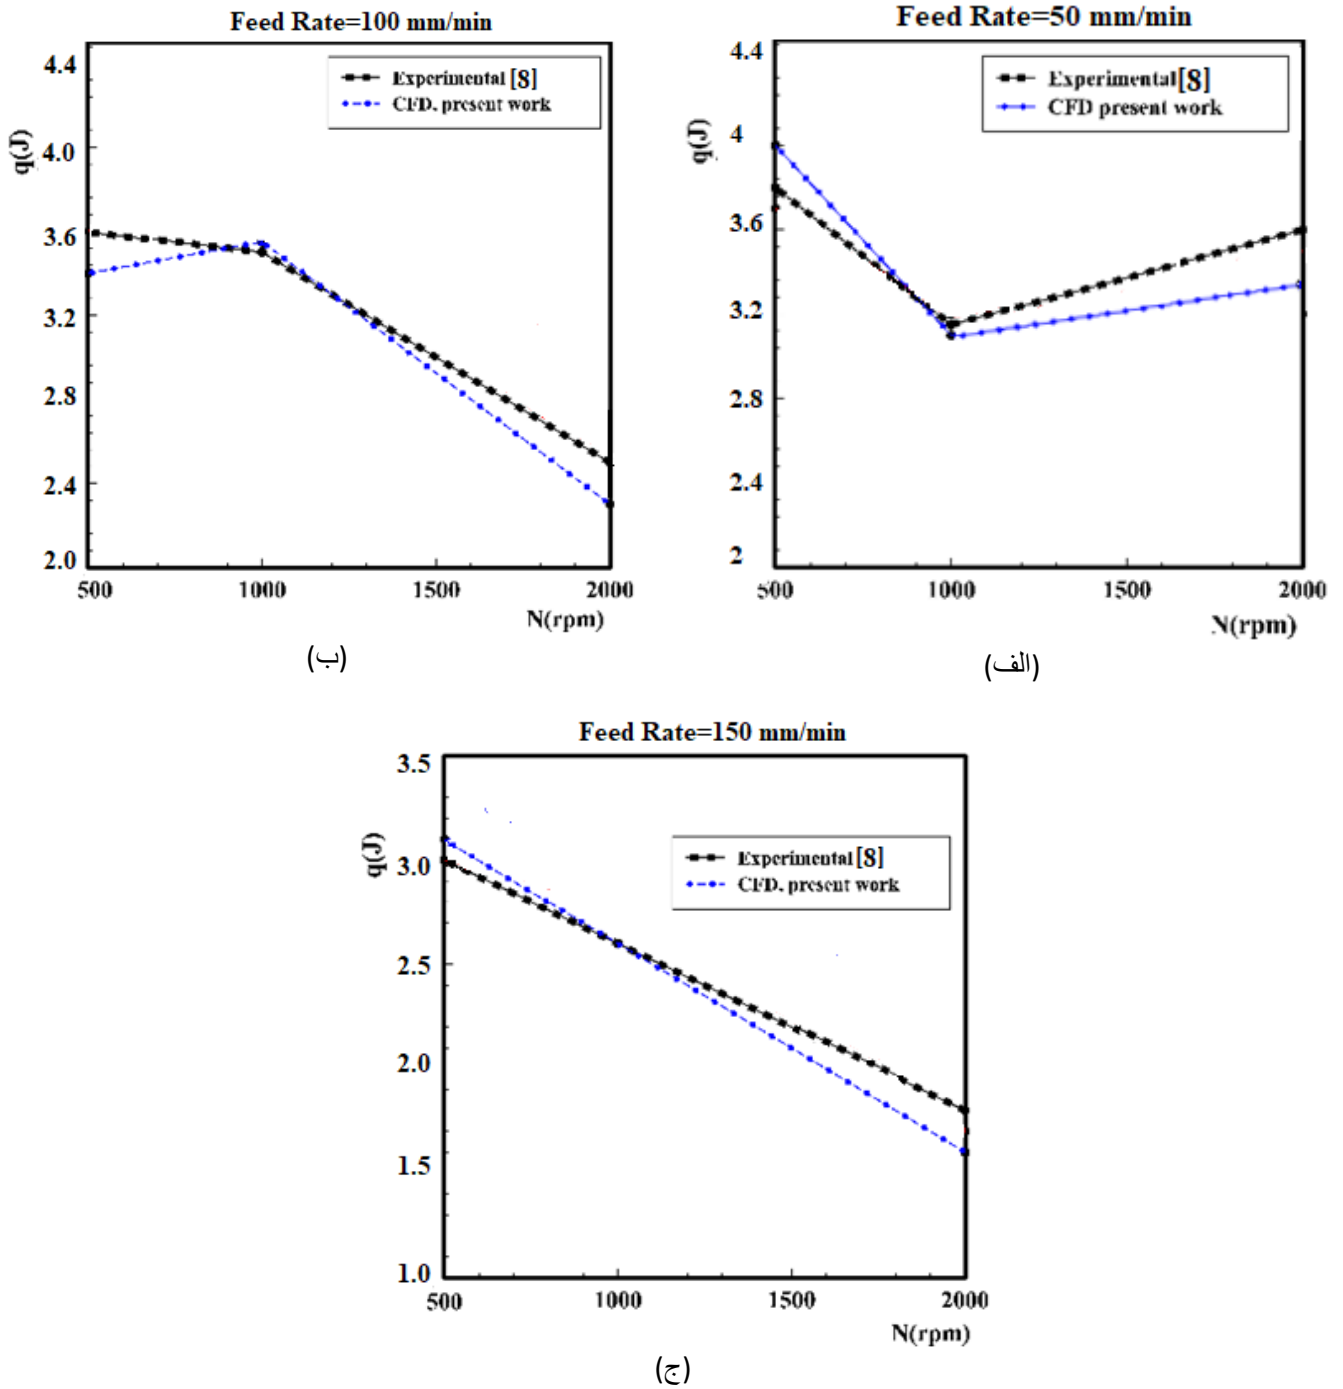 Feed Rate=100 mm/min
q(J)
4.4
4.0
3.6
3.2
2.8
2.4
2.0
Experimental [8]
CFD, present work
500 1000 1500 2000
N(rpm)
(ب)
Feed Rate=50 mm/min
q(J)
4.4
4
3.6
3.2
2.8
2.4
2
Experimental [8]
CFD present work
500 1000 1500 2000
N(rpm)
(الف)
Feed Rate=150 mm/min
q(J)
3.5
3.0
2.5
2.0
1.5
1.0
Experimental [8]
CFD, present work
500 1000 1500 2000
N(rpm)
(ج)